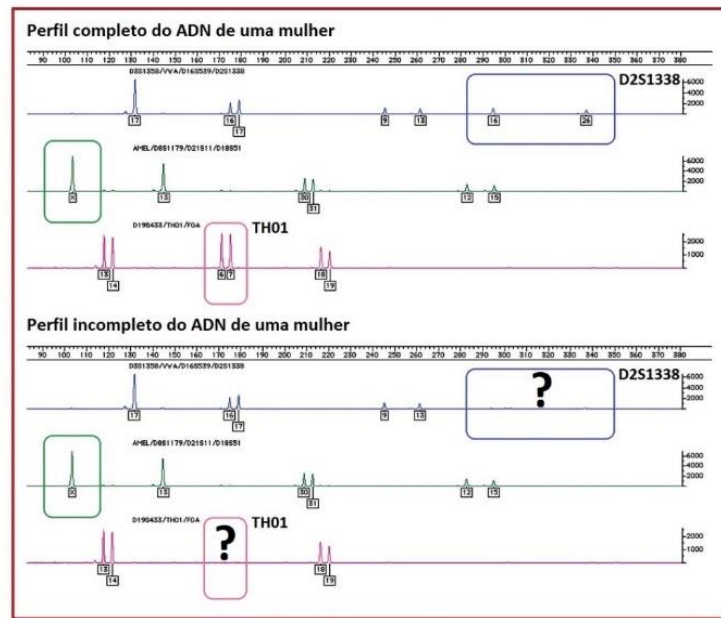 Perfil completo do ADN de uma mulher
90 100 110 120 130 140 150 160 170 180 190 200 210 220 230 240 250 260 270 280 290 300 310 320 330 340 350 360 370 380
D3S1358/VWA/D16S539/D2S1338
D2S1338
6000
4000
2000
17 16 17 9 13 16 26
AMEL/D8S1179/D21S11/D18S51
6000
4000
2000
X 13 30 31 12 15
D19S433/TH01/FGA
TH01
2000
1000
13 14 6 7 18 19
Perfil incompleto do ADN de uma mulher
90 100 110 120 130 140 150 160 170 180 190 200 210 220 230 240 250 260 270 280 290 300 310 320 330 340 350 360 370 380
D3S1358/VWA/D16S539/D2S1338
D2S1338
?
6000
4000
2000
17 16 17 9 13
AMEL/D8S1179/D21S11/D18S51
6000
4000
2000
X 13 30 31 12 15
D19S433/TH01/FGA
TH01
?
2000
1000
13 14 18 19